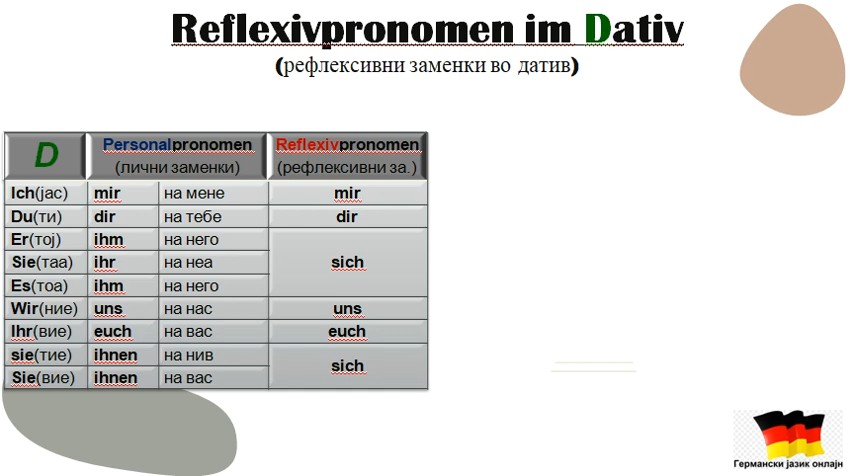 Reflexivpronomen im Dativ
(рефлексивни заменки во датив)
D Personalpronomen Reflexivpronomen
(лични заменки) (рефлексивни за.)
Ich(јас) mir на мене mir
Du(ти) dir на тебе dir
Er(тој) ihm на него
Sie(таа) ihr на неа sich
Es(тоа) ihm на него
Wir(ние) uns на нас uns
Ihr(вие) euch на вас euch
sie(тие) ihnen на нив sich
Sie(вие) ihnen на вас
Германски јазик онлајн